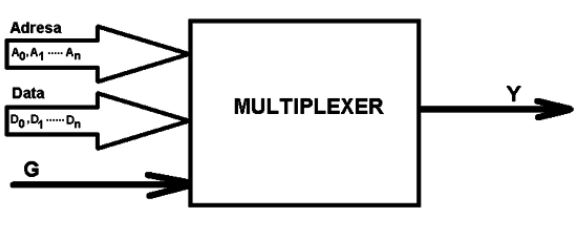 Adresa
A0,A1 ····· An
Data
D0,D1 ······ Dn
G
MULTIPLEXER
Y